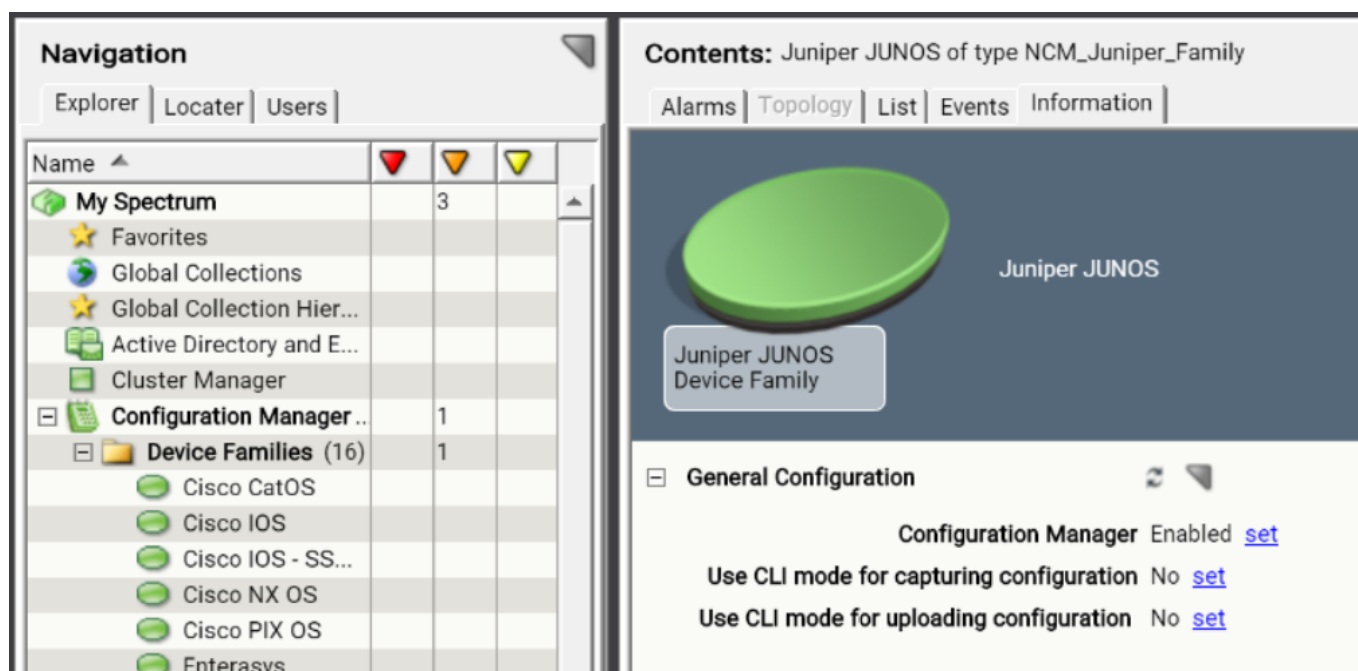 Navigation
Explorer Locater Users
Name
My Spectrum 3
Favorites
Global Collections
Global Collection Hier...
Active Directory and E...
Cluster Manager
Configuration Manager .. 1
Device Families (16) 1
Cisco CatOS
Cisco IOS
Cisco IOS - SS...
Cisco NX OS
Cisco PIX OS
Enterasys
Contents: Juniper JUNOS of type NCM_Juniper_Family
Alarms Topology List Events Information
Juniper JUNOS
Juniper JUNOS
Device Family
General Configuration
Configuration Manager Enabled set
Use CLI mode for capturing configuration No set
Use CLI mode for uploading configuration No set